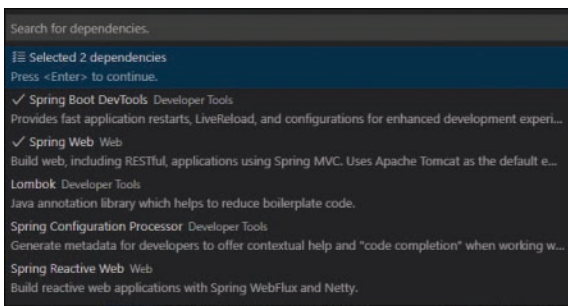 Search for dependencies.
Selected 2 dependencies
Press <Enter> to continue.
✓ Spring Boot DevTools Developer Tools
Provides fast application restarts, LiveReload, and configurations for enhanced development experi...
✓ Spring Web Web
Build web, including RESTful, applications using Spring MVC. Uses Apache Tomcat as the default e...
Lombok Developer Tools
Java annotation library which helps to reduce boilerplate code.
Spring Configuration Processor Developer Tools
Generate metadata for developers to offer contextual help and "code completion" when working w...
Spring Reactive Web Web
Build reactive web applications with Spring WebFlux and Netty.